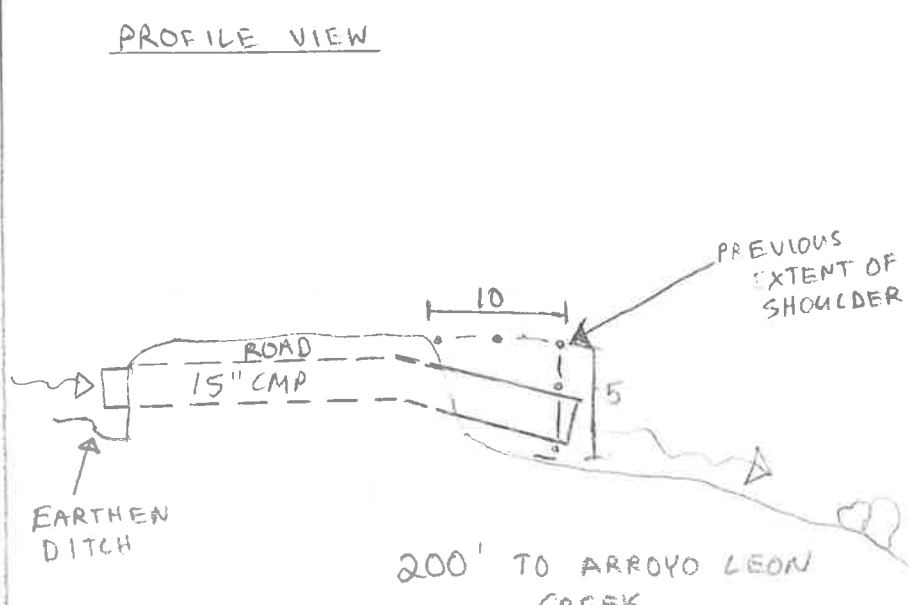 PROFILE VIEW
PREVIOUS
EXTENT OF
SHOULDER
10
ROAD
15" CMP
5
EARTHEN
DITCH
200' TO ARROYO LEON
CREEK